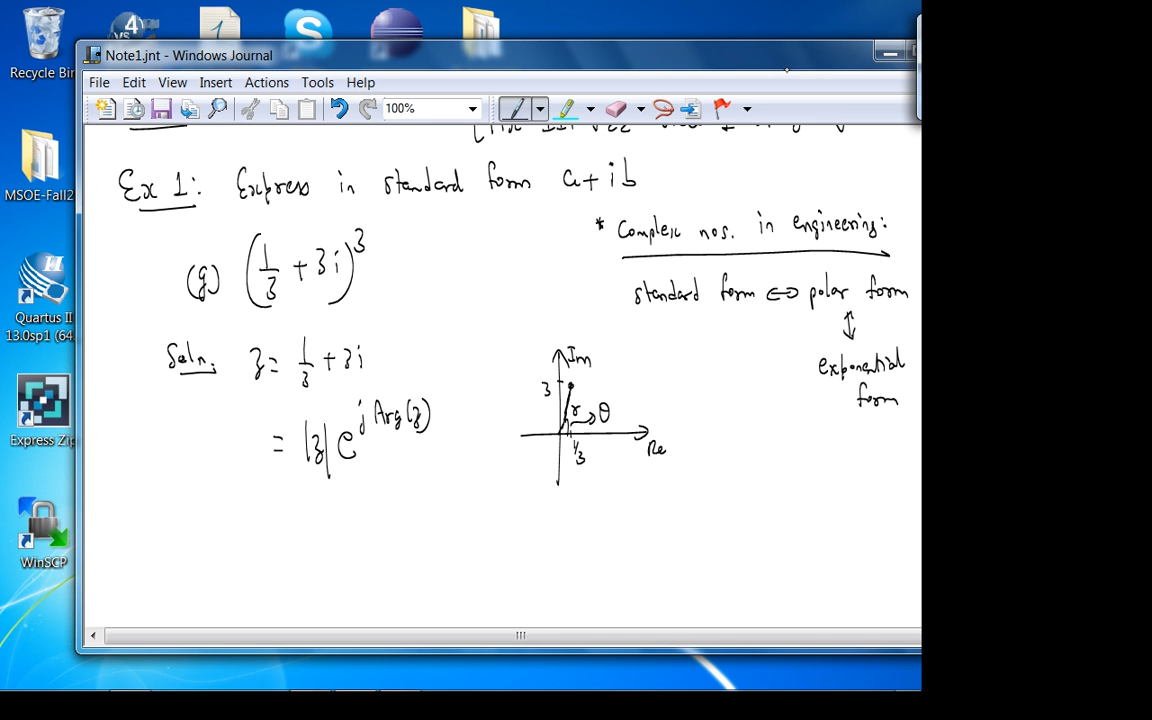 Recycle Bin
Note1.jnt - Windows Journal
File Edit View Insert Actions Tools Help
100%
MSOE-Fall2
Ex 1: Express in standard form a+ib
* Complex nos. in engineering:
(g) (1/3 + 3i)^3
standard form ⇔ polar form
↕
exponential
form
Quartus II
13.0sp1 (64
Soln. z = 1/3 + 3i
= |z| e^{j Arg(z)}
Im
3
r
θ
1/3
Re
Express Zip
WinSCP